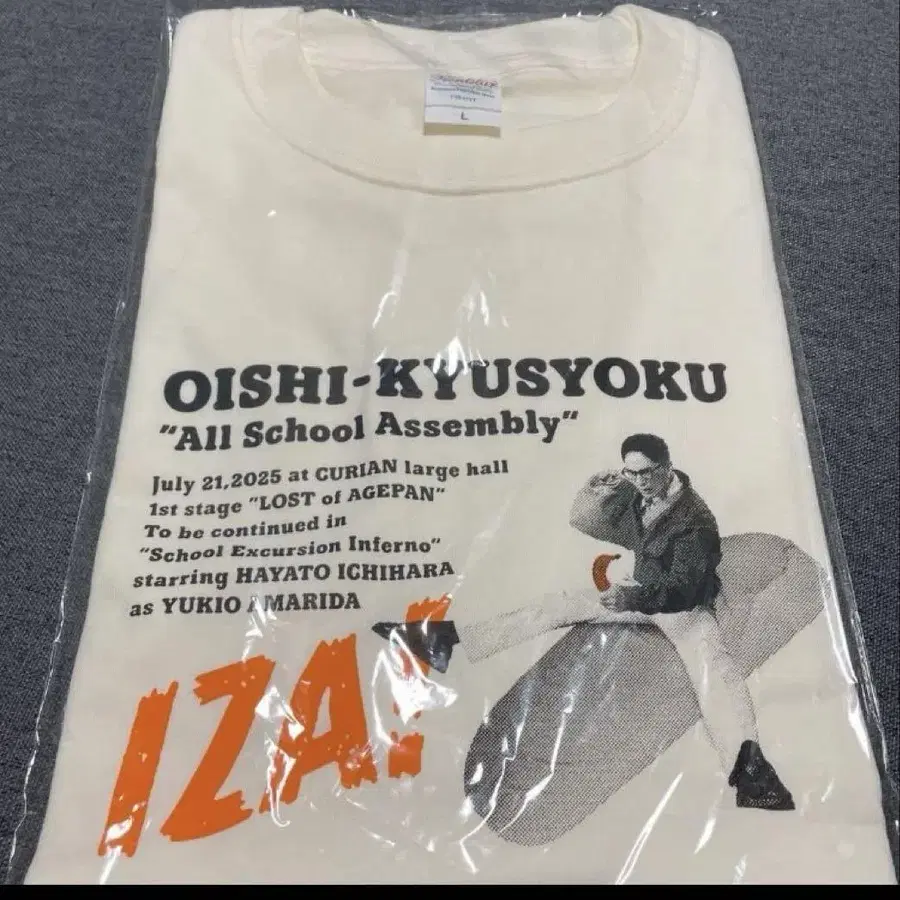 L
OISHI-KYUSYOKU
"All School Assembly"
July 21,2025 at CURIAN large hall
1st stage "LOST of AGEPAN"
To be continued in
"School Excursion Inferno"
starring HAYATO ICHIHARA
as YUKIO AMARIDA
IZA!